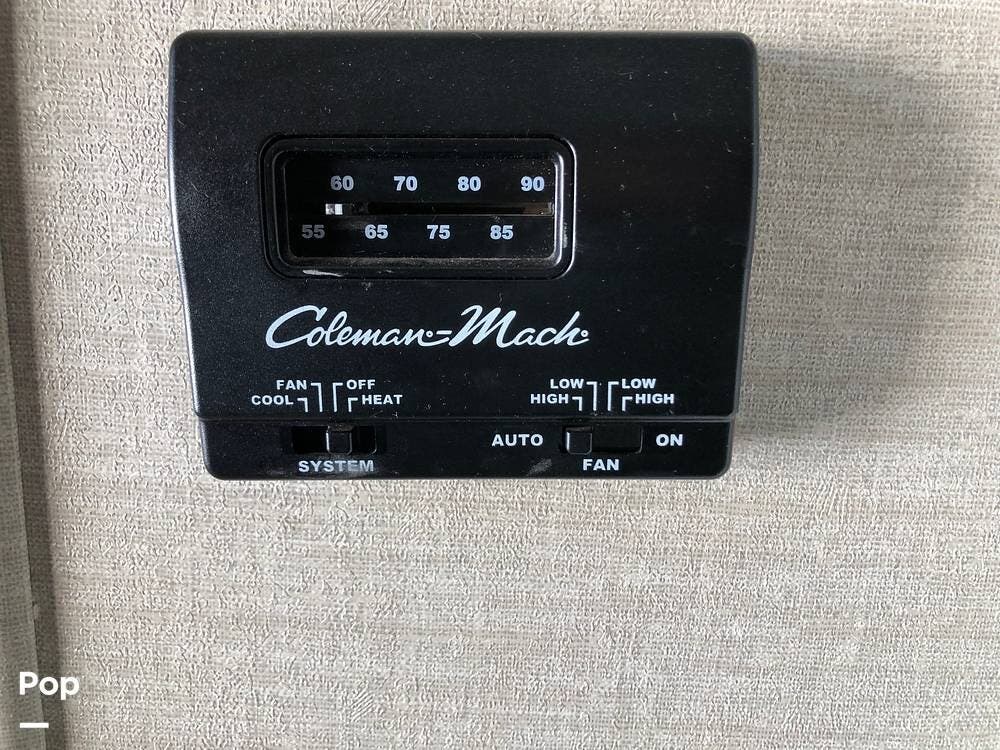 60 70 80 90
55 65 75 85
Coleman-Mach
FAN OFF
COOL HEAT
LOW LOW
HIGH HIGH
AUTO ON
SYSTEM
FAN
Pop